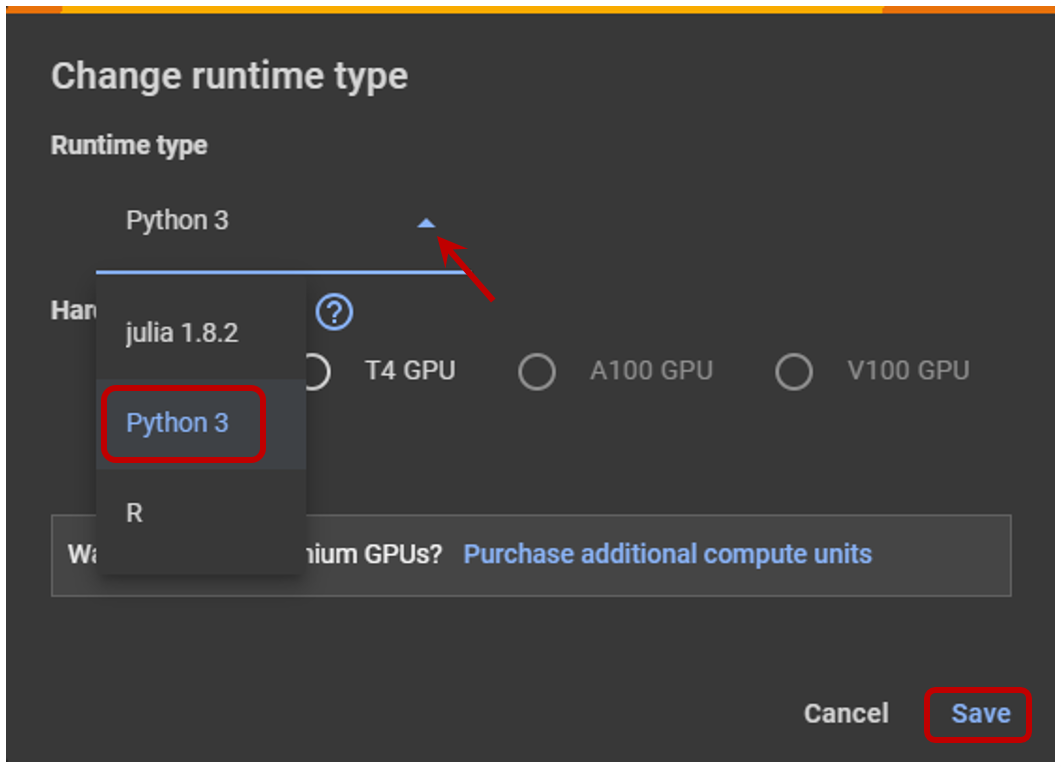 Change runtime type
Runtime type
Python 3
Har
julia 1.8.2
T4 GPU
A100 GPU
V100 GPU
Python 3
R
Wa nium GPUs? Purchase additional compute units
Cancel
Save